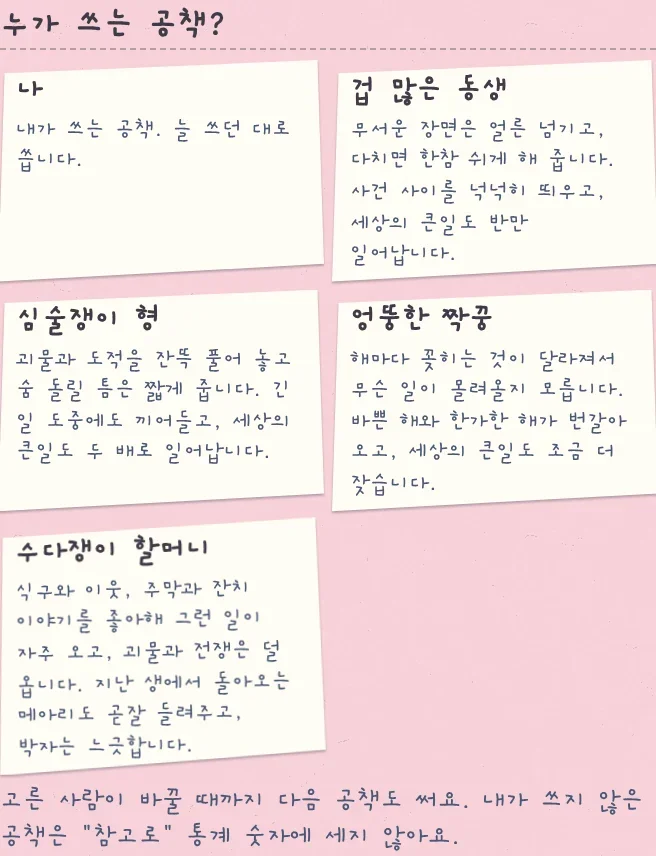 누가 쓰는 공책?
나
내가 쓰는 공책. 늘 쓰던 대로
씁니다.
겁 많은 동생
무서운 장면은 얼른 넘기고,
다치면 한참 쉬게 해 줍니다.
사건 사이를 넉넉히 띄우고,
세상의 큰일도 반만
일어납니다.
심술쟁이 형
괴물과 도적을 잔뜩 풀어 놓고
숨 돌릴 틈은 짧게 줍니다. 긴
일 도중에도 끼어들고, 세상의
큰일도 두 배로 일어납니다.
엉뚱한 짝꿍
해마다 꽂히는 것이 달라져서
무슨 일이 몰려올지 모릅니다.
바쁜 해와 한가한 해가 번갈아
오고, 세상의 큰일도 조금 더
잦습니다.
수다쟁이 할머니
식구와 이웃, 주막과 잔치
이야기를 좋아해 그런 일이
자주 오고, 괴물과 전쟁은 덜
옵니다. 지난 생에서 돌아오는
메아리도 곧잘 들려주고,
박자는 느긋합니다.
고른 사람이 바꿀 때까지 다음 공책도 써요. 내가 쓰지 않은
공책은 "참고로" 통계 숫자에 세지 않아요.